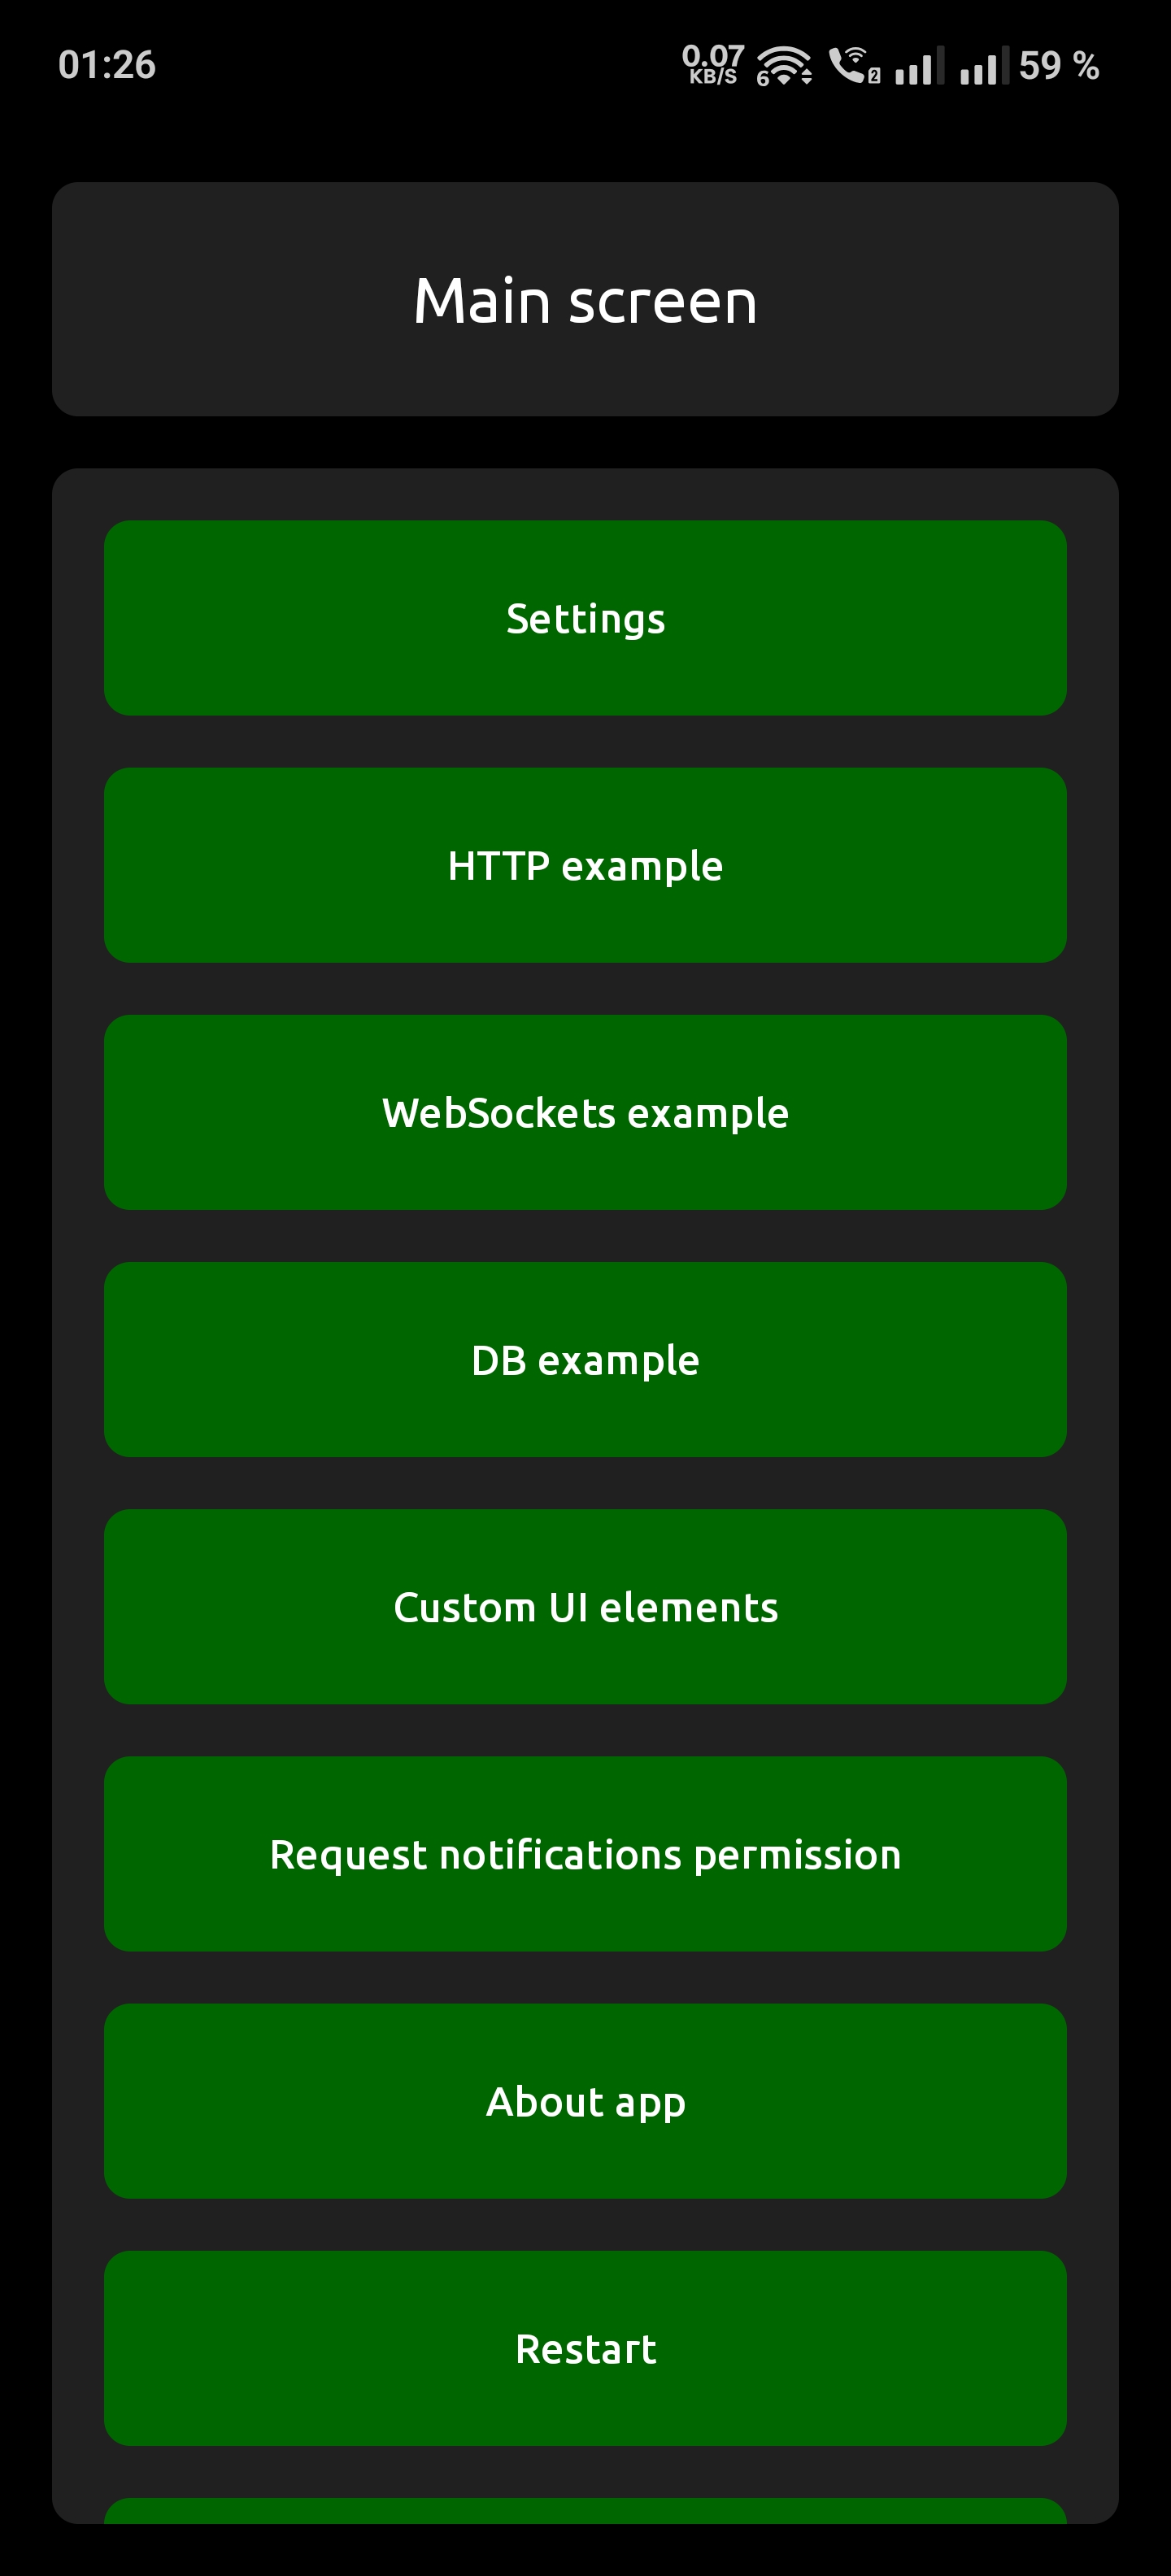 01:26
0.07
KB/S
6
2
59 %
Main screen
Settings
HTTP example
WebSockets example
DB example
Custom UI elements
Request notifications permission
About app
Restart